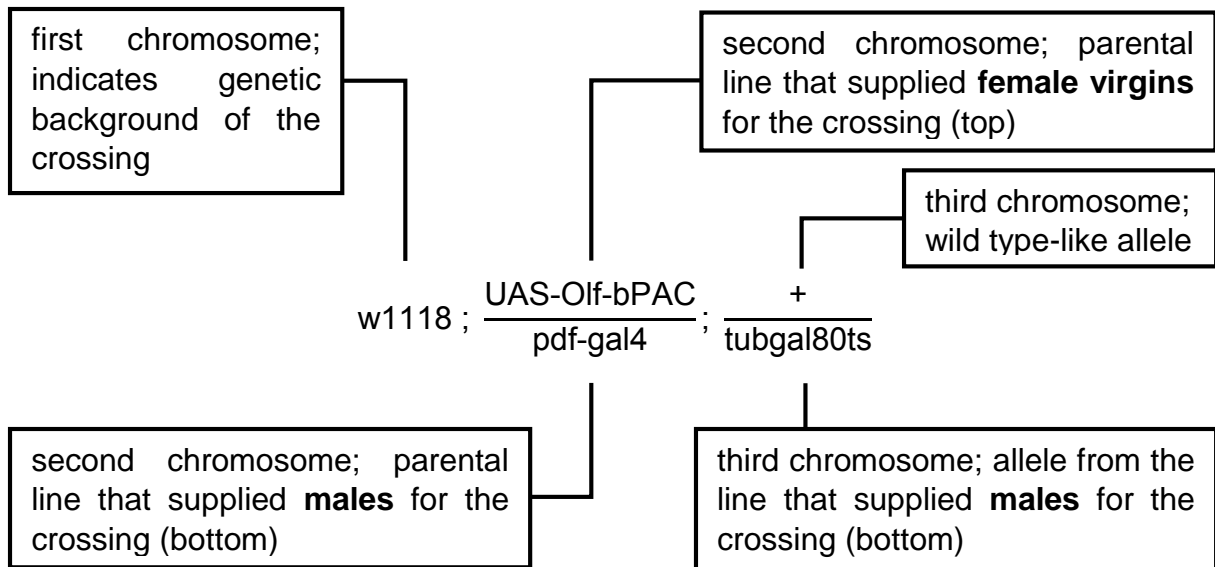 first chromosome;
indicates genetic
background of the
crossing
second chromosome; parental
line that supplied female virgins
for the crossing (top)
third chromosome;
wild type-like allele
w1118 ; UAS-Olf-bPAC ; +
pdf-gal4 tubgal80ts
second chromosome; parental
line that supplied males for the
crossing (bottom)
third chromosome; allele from the
line that supplied males for the
crossing (bottom)